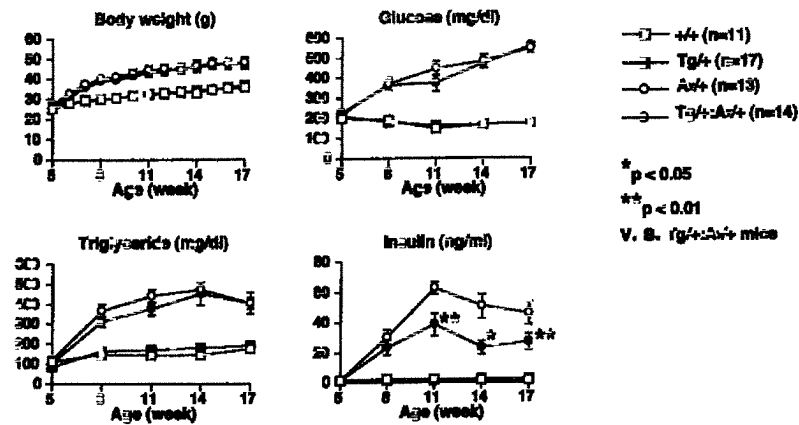 Body weight (g)
60
50
40
30
20
10
0
5 8 11 14 17
Age (week)
Glucose (mg/dl)
600
500
400
300
200
100
0
5 8 11 14 17
Age (week)
+/+ (n=11)
Tg/+ (n=17)
Ay/+ (n=13)
Tg/+:Ay/+ (n=14)
*p < 0.05
**p < 0.01
V. S. Tg/+:Ay/+ mice
Triglyceride (mg/dl)
400
300
200
100
0
5 8 11 14 17
Age (week)
Insulin (ng/ml)
80
60
40
20
0
5 8 11 14 17
Age (week)
** * **